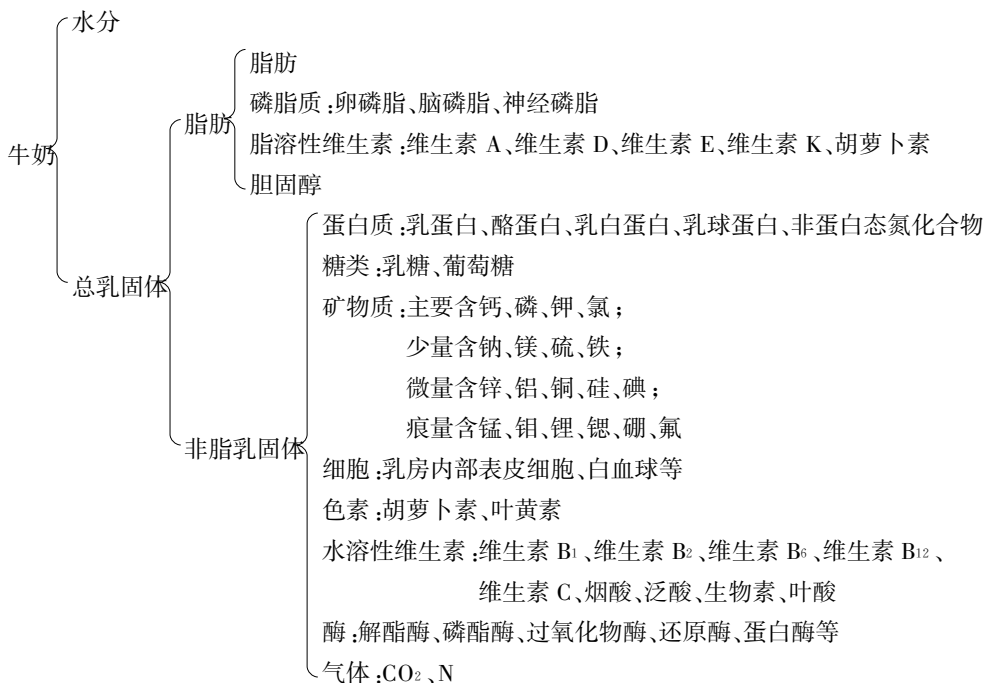 水分
脂肪
磷脂质:卵磷脂、脑磷脂、神经磷脂
脂肪
脂溶性维生素:维生素 A、维生素 D、维生素 E、维生素 K、胡萝卜素
牛奶
胆固醇
蛋白质:乳蛋白、酪蛋白、乳白蛋白、乳球蛋白、非蛋白态氮化合物
糖类:乳糖、葡萄糖
总乳固体
矿物质:主要含钙、磷、钾、氯;
少量含钠、镁、硫、铁;
微量含锌、铝、铜、硅、碘;
痕量含锰、钼、锂、锶、硼、氟
非脂乳固体
细胞:乳房内部表皮细胞、白血球等
色素:胡萝卜素、叶黄素
水溶性维生素:维生素 B₁、维生素 B₂、维生素 B₆、维生素 B₁₂、
维生素 C、烟酸、泛酸、生物素、叶酸
酶:解酯酶、磷酯酶、过氧化物酶、还原酶、蛋白酶等
气体:CO₂、N